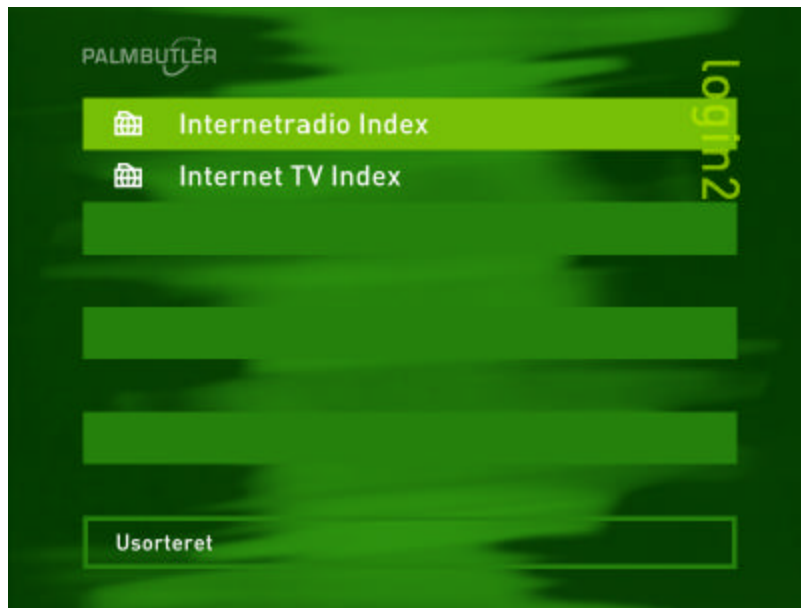 PALMBUTLER
login2
Internetradio Index
Internet TV Index
Usorteret